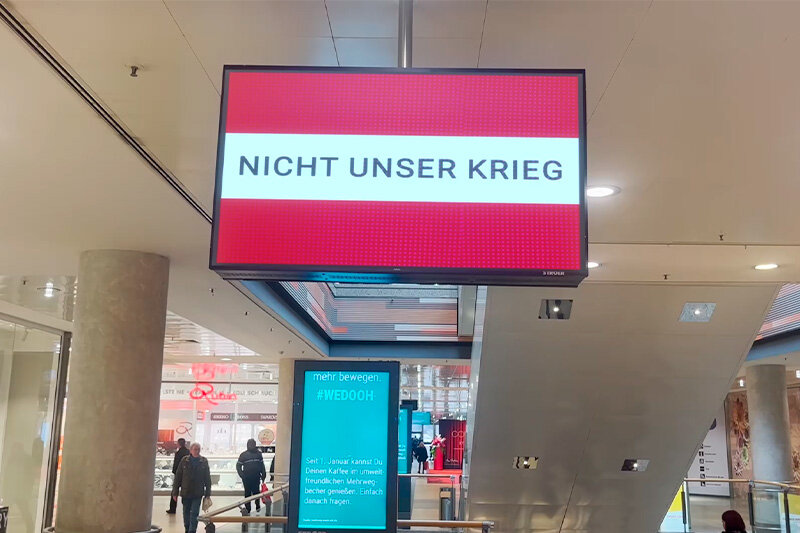 NICHT UNSER KRIEG
STRÖER
mehr bewegen.
#WEDOOH
Seit 1. Januar kannst Du
Deinen Kaffee im umwelt-
freundlichen Mehrweg-
becher genießen. Einfach
danach fragen.